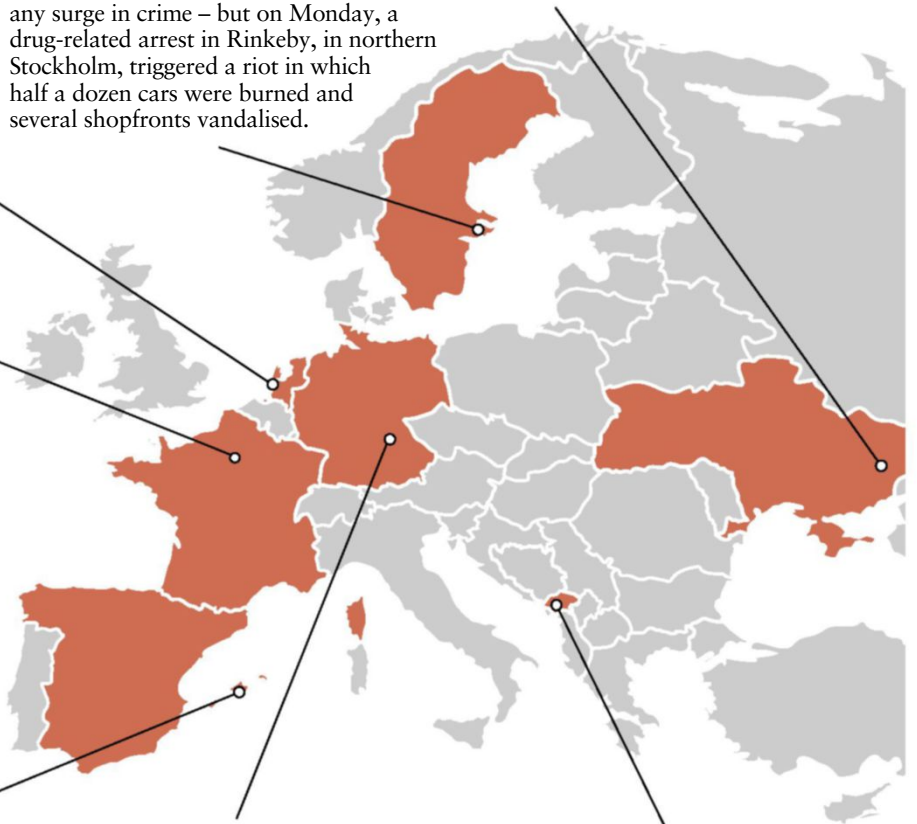 any surge in crime – but on Monday, a
drug-related arrest in Rinkeby, in northern
Stockholm, triggered a riot in which
half a dozen cars were burned and
several shopfronts vandalised.